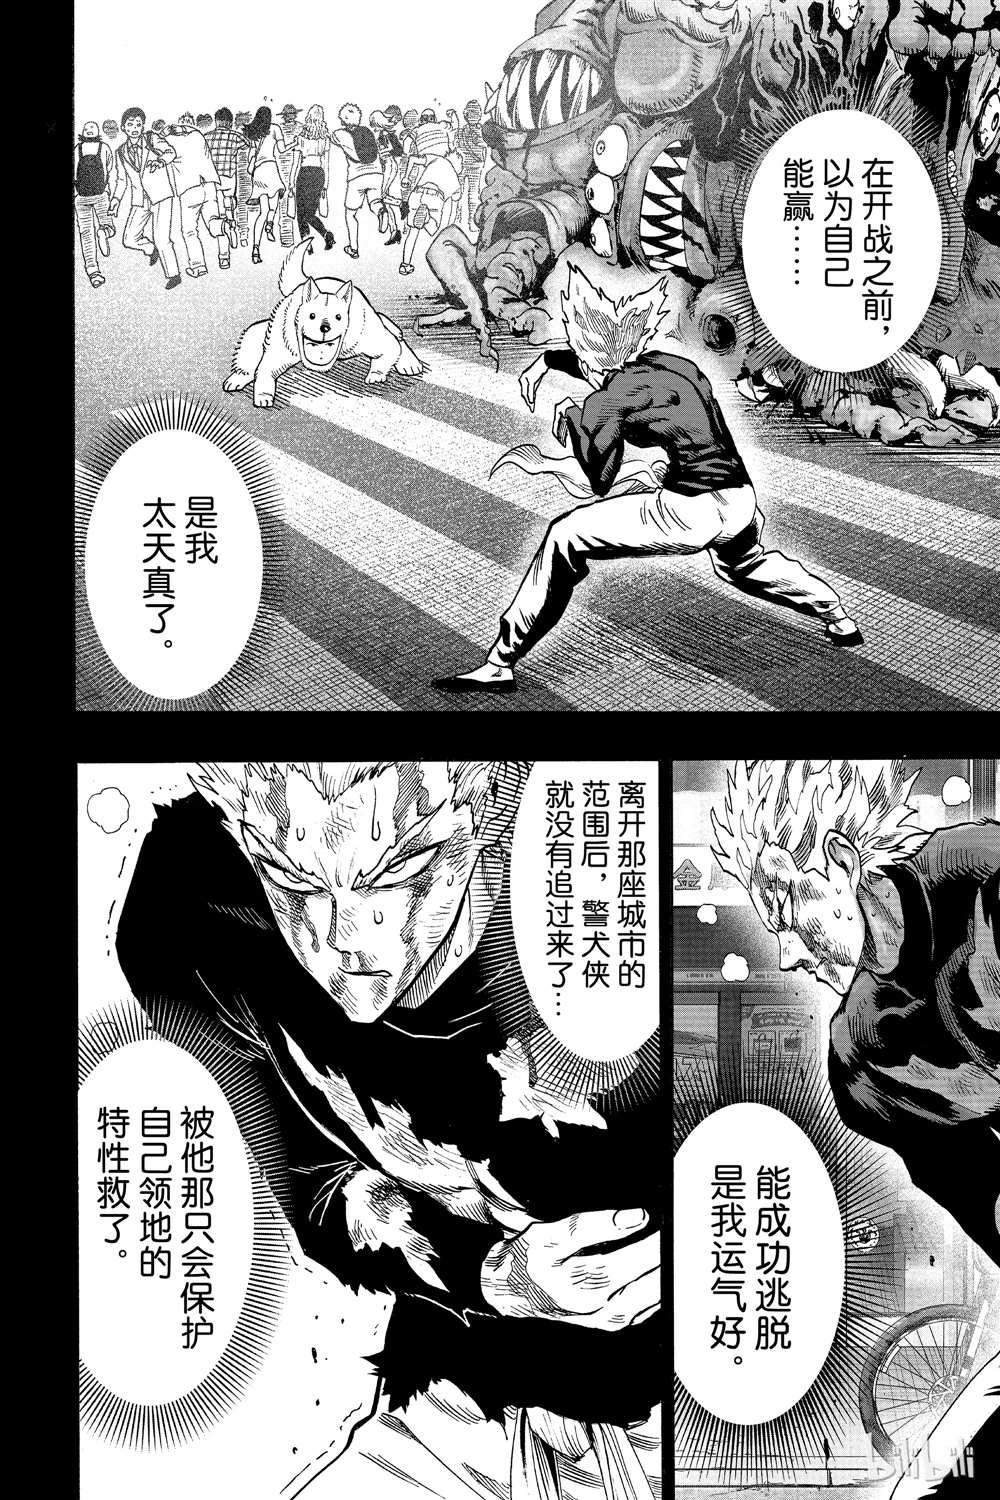 在开战之前，
以为自己
能赢……
是我
太天真了。
能成功逃脱
是我运气好。
离开那座城市的
范围后，警犬侠
就没有追过来了…
被他那只会保护
自己领地的
特性救了。
金
bilibili